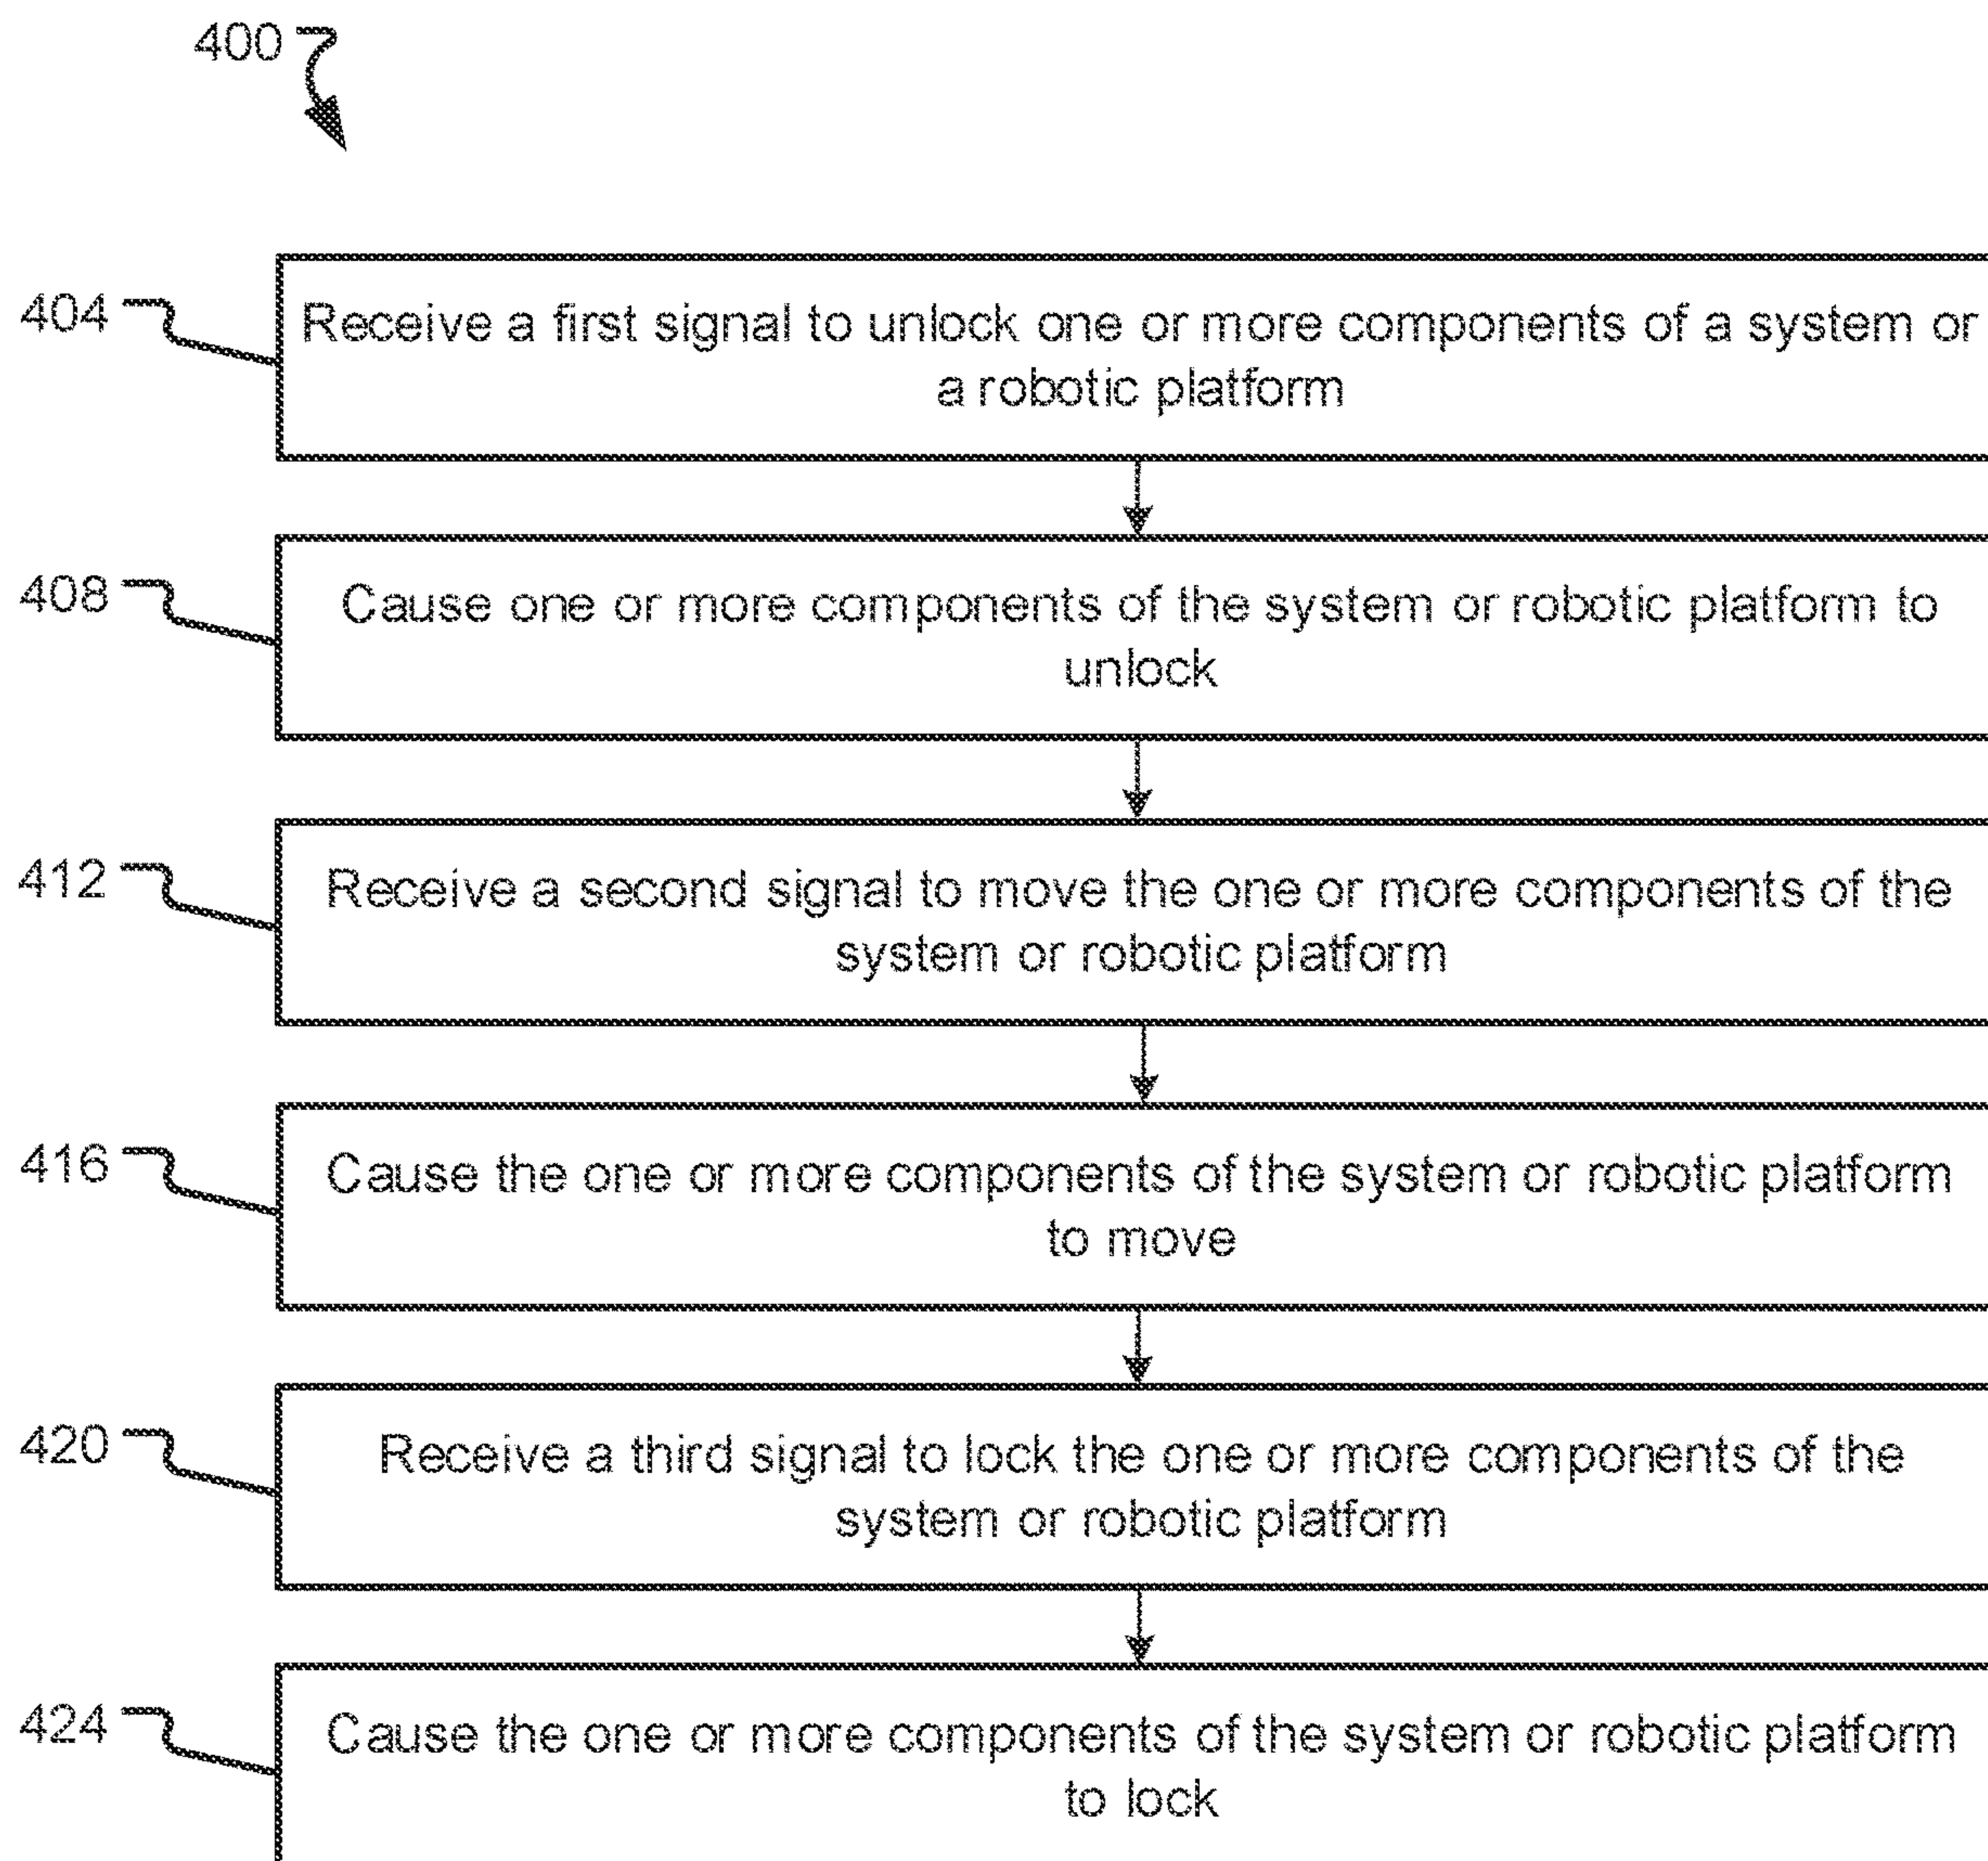 400
404
Receive a first signal to unlock one or more components of a system or
a robotic platform
408
Cause one or more components of the system or robotic platform to
unlock
412
Receive a second signal to move the one or more components of the
system or robotic platform
416
Cause the one or more components of the system or robotic platform
to move
420
Receive a third signal to lock the one or more components of the
system or robotic platform
424
Cause the one or more components of the system or robotic platform
to lock